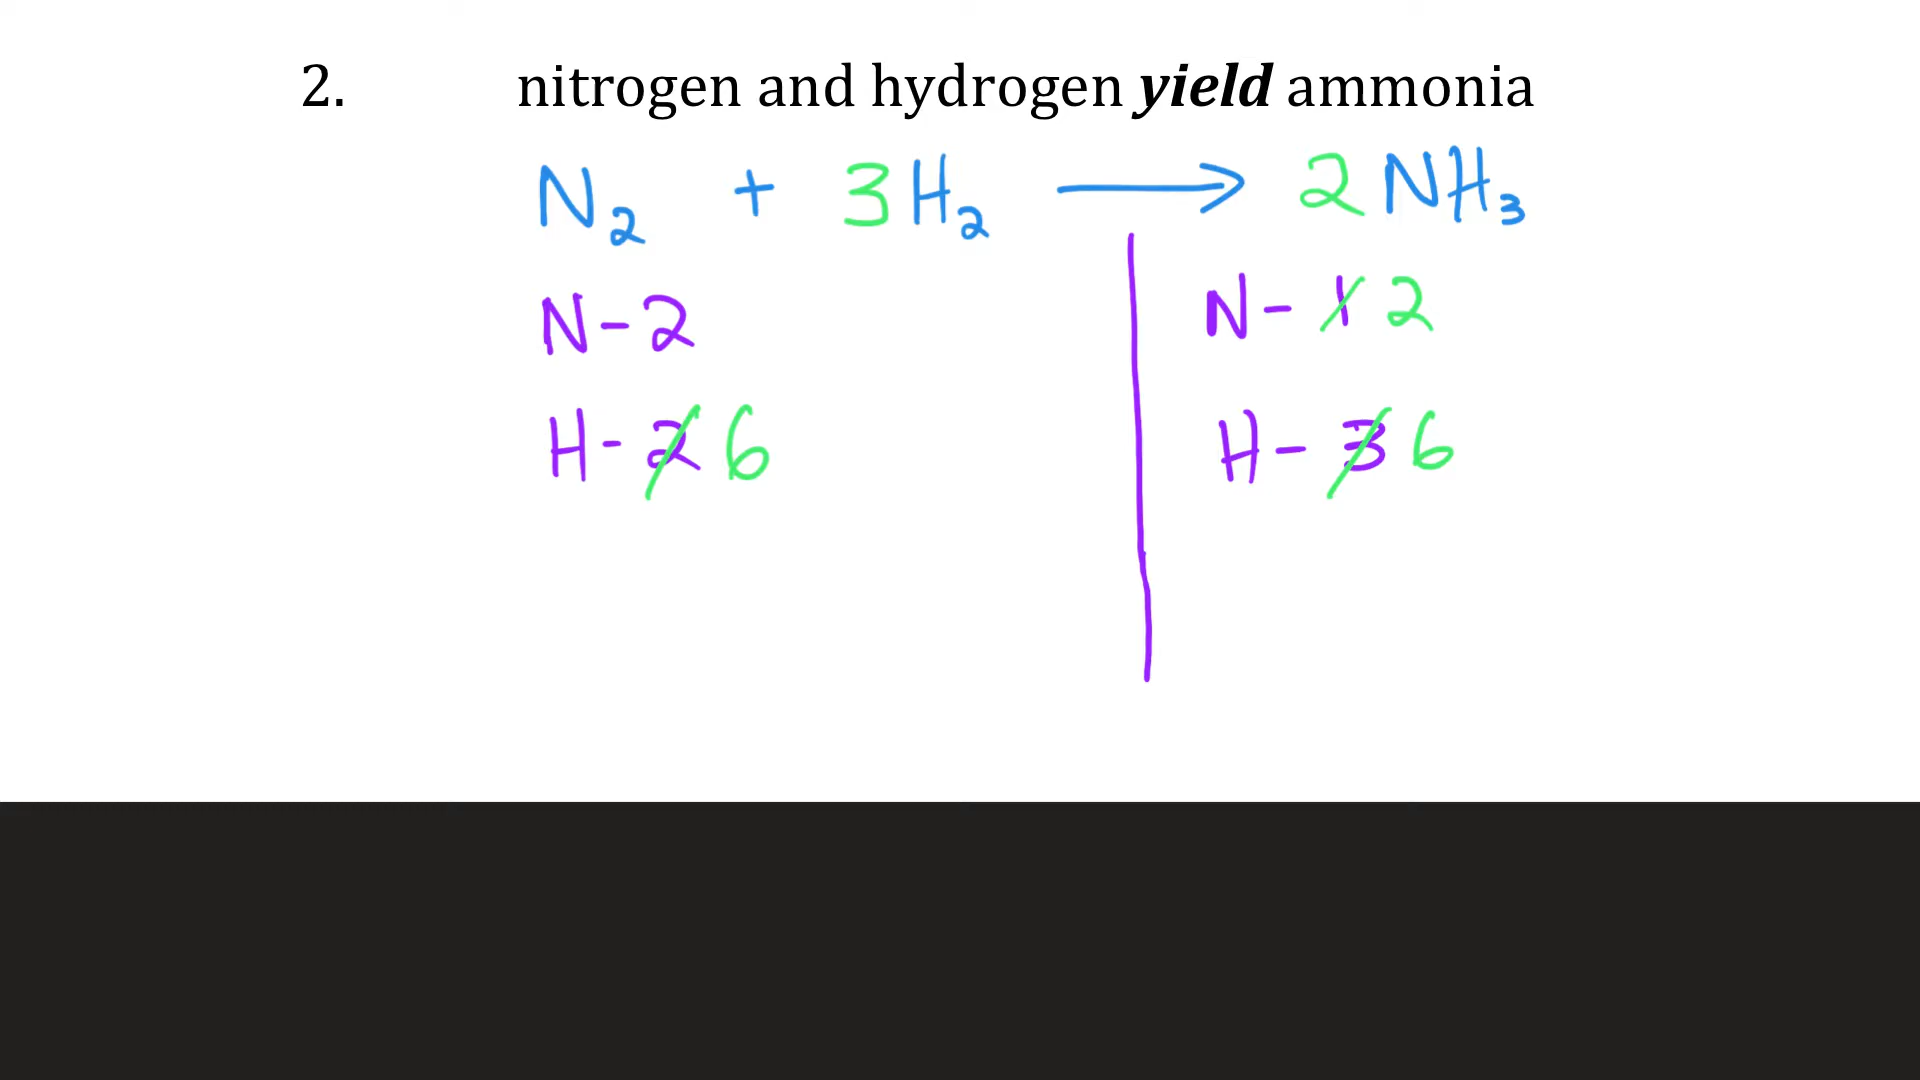 2. nitrogen and hydrogen yield ammonia
N₂ + 3H₂ → 2NH₃
N-2 N-1 2
H-2 6 H-3 6